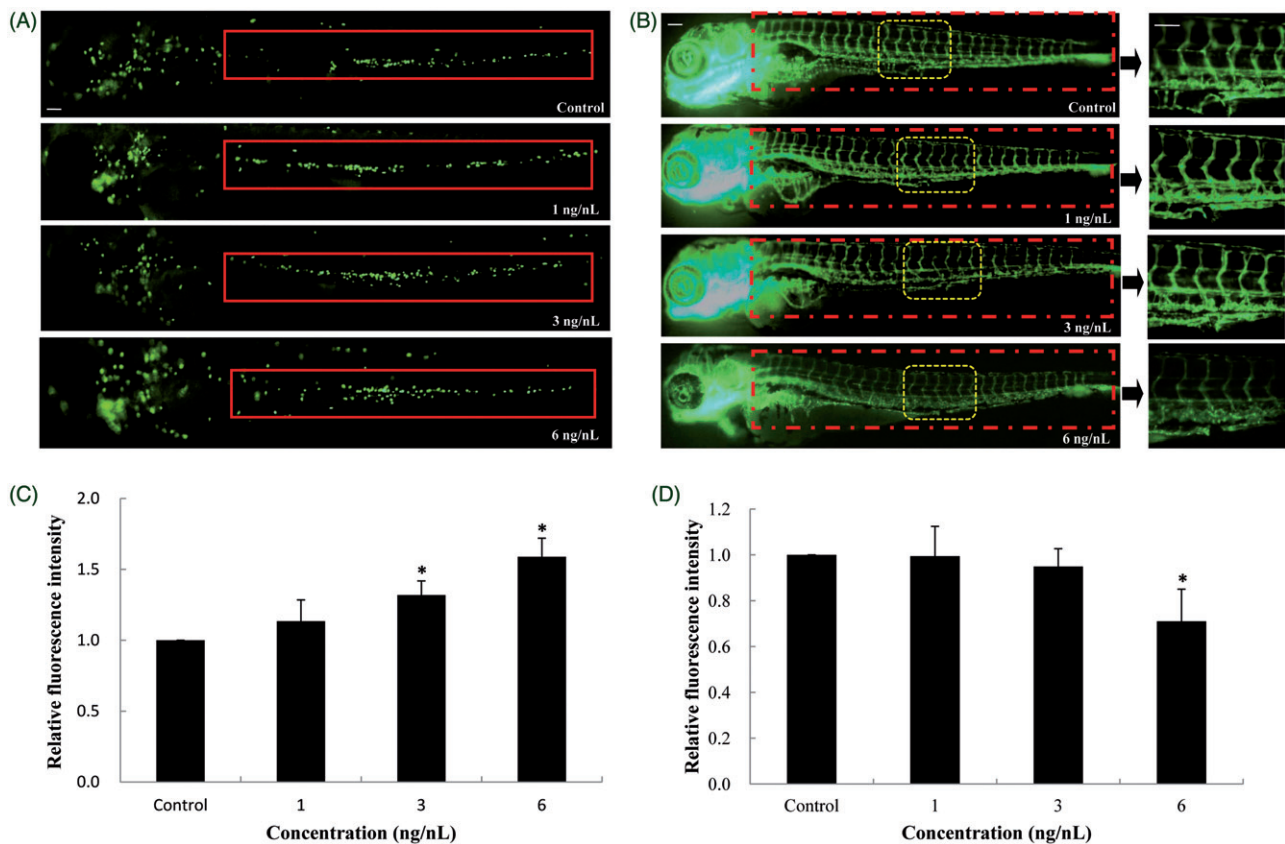 (A)
Control
1 ng/nL
3 ng/nL
6 ng/nL
(B)
Control
1 ng/nL
3 ng/nL
6 ng/nL
(C)
Relative fluorescence intensity
2.0
1.5
1.0
0.5
0.0
*
*
Control 1 3 6
Concentration (ng/nL)
(D)
Relative fluorescence intensity
1.2
1.0
0.8
0.6
0.4
0.2
0.0
*
Control 1 3 6
Concentration (ng/nL)